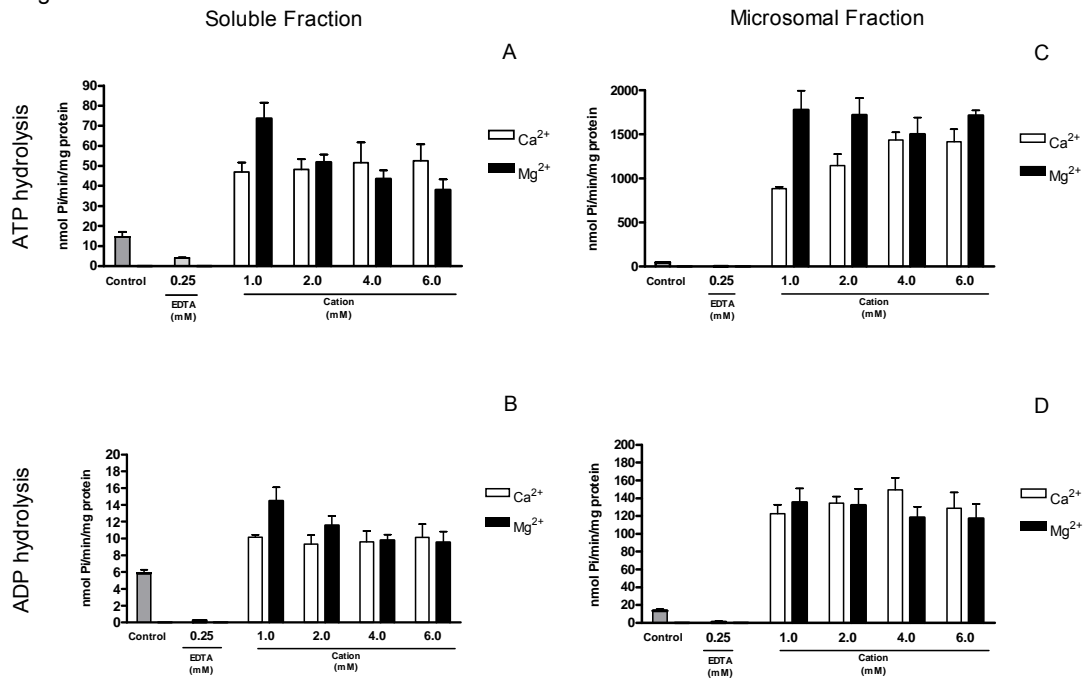 Soluble Fraction
Microsomal Fraction
A
ATP hydrolysis
nmol Pi/min/mg protein
90
80
70
60
50
40
30
20
10
0
Control
0.25
EDTA
(mM)
1.0 2.0 4.0 6.0
Cation
(mM)
Ca2+
Mg2+
C
nmol Pi/min/mg protein
2000
1500
1000
500
0
Control
0.25
EDTA
(mM)
1.0 2.0 4.0 6.0
Cation
(mM)
Ca2+
Mg2+
B
ADP hydrolysis
nmol Pi/min/mg protein
20
18
16
14
12
10
8
6
4
2
0
Control
0.25
EDTA
(mM)
1.0 2.0 4.0 6.0
Cation
(mM)
Ca2+
Mg2+
D
nmol Pi/min/mg protein
200
180
160
140
120
100
80
60
40
20
0
Control
0.25
EDTA
(mM)
1.0 2.0 4.0 6.0
Cation
(mM)
Ca2+
Mg2+